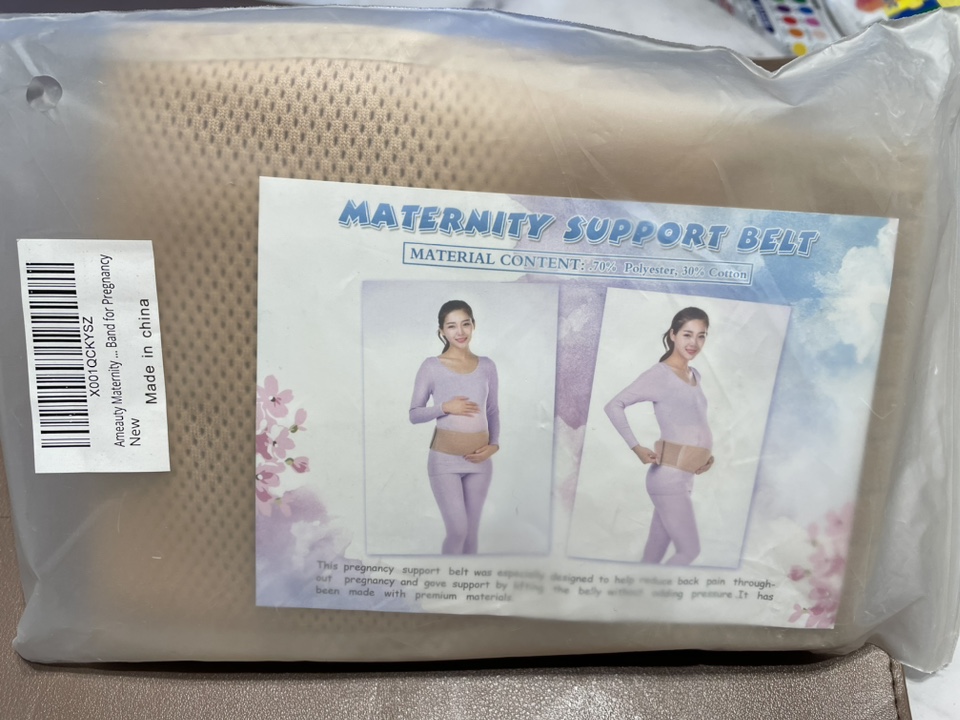 MATERNITY SUPPORT BELT
MATERIAL CONTENT: 70% Polyester, 30% Cotton
This pregnancy support belt was especially designed to help reduce back pain through-
out pregnancy and gave support by lifting the belly without adding pressure.It has
been made with premium materials.
X001QCKYSZ
Ameauty Maternity ... Band for Pregnancy
New
Made in china